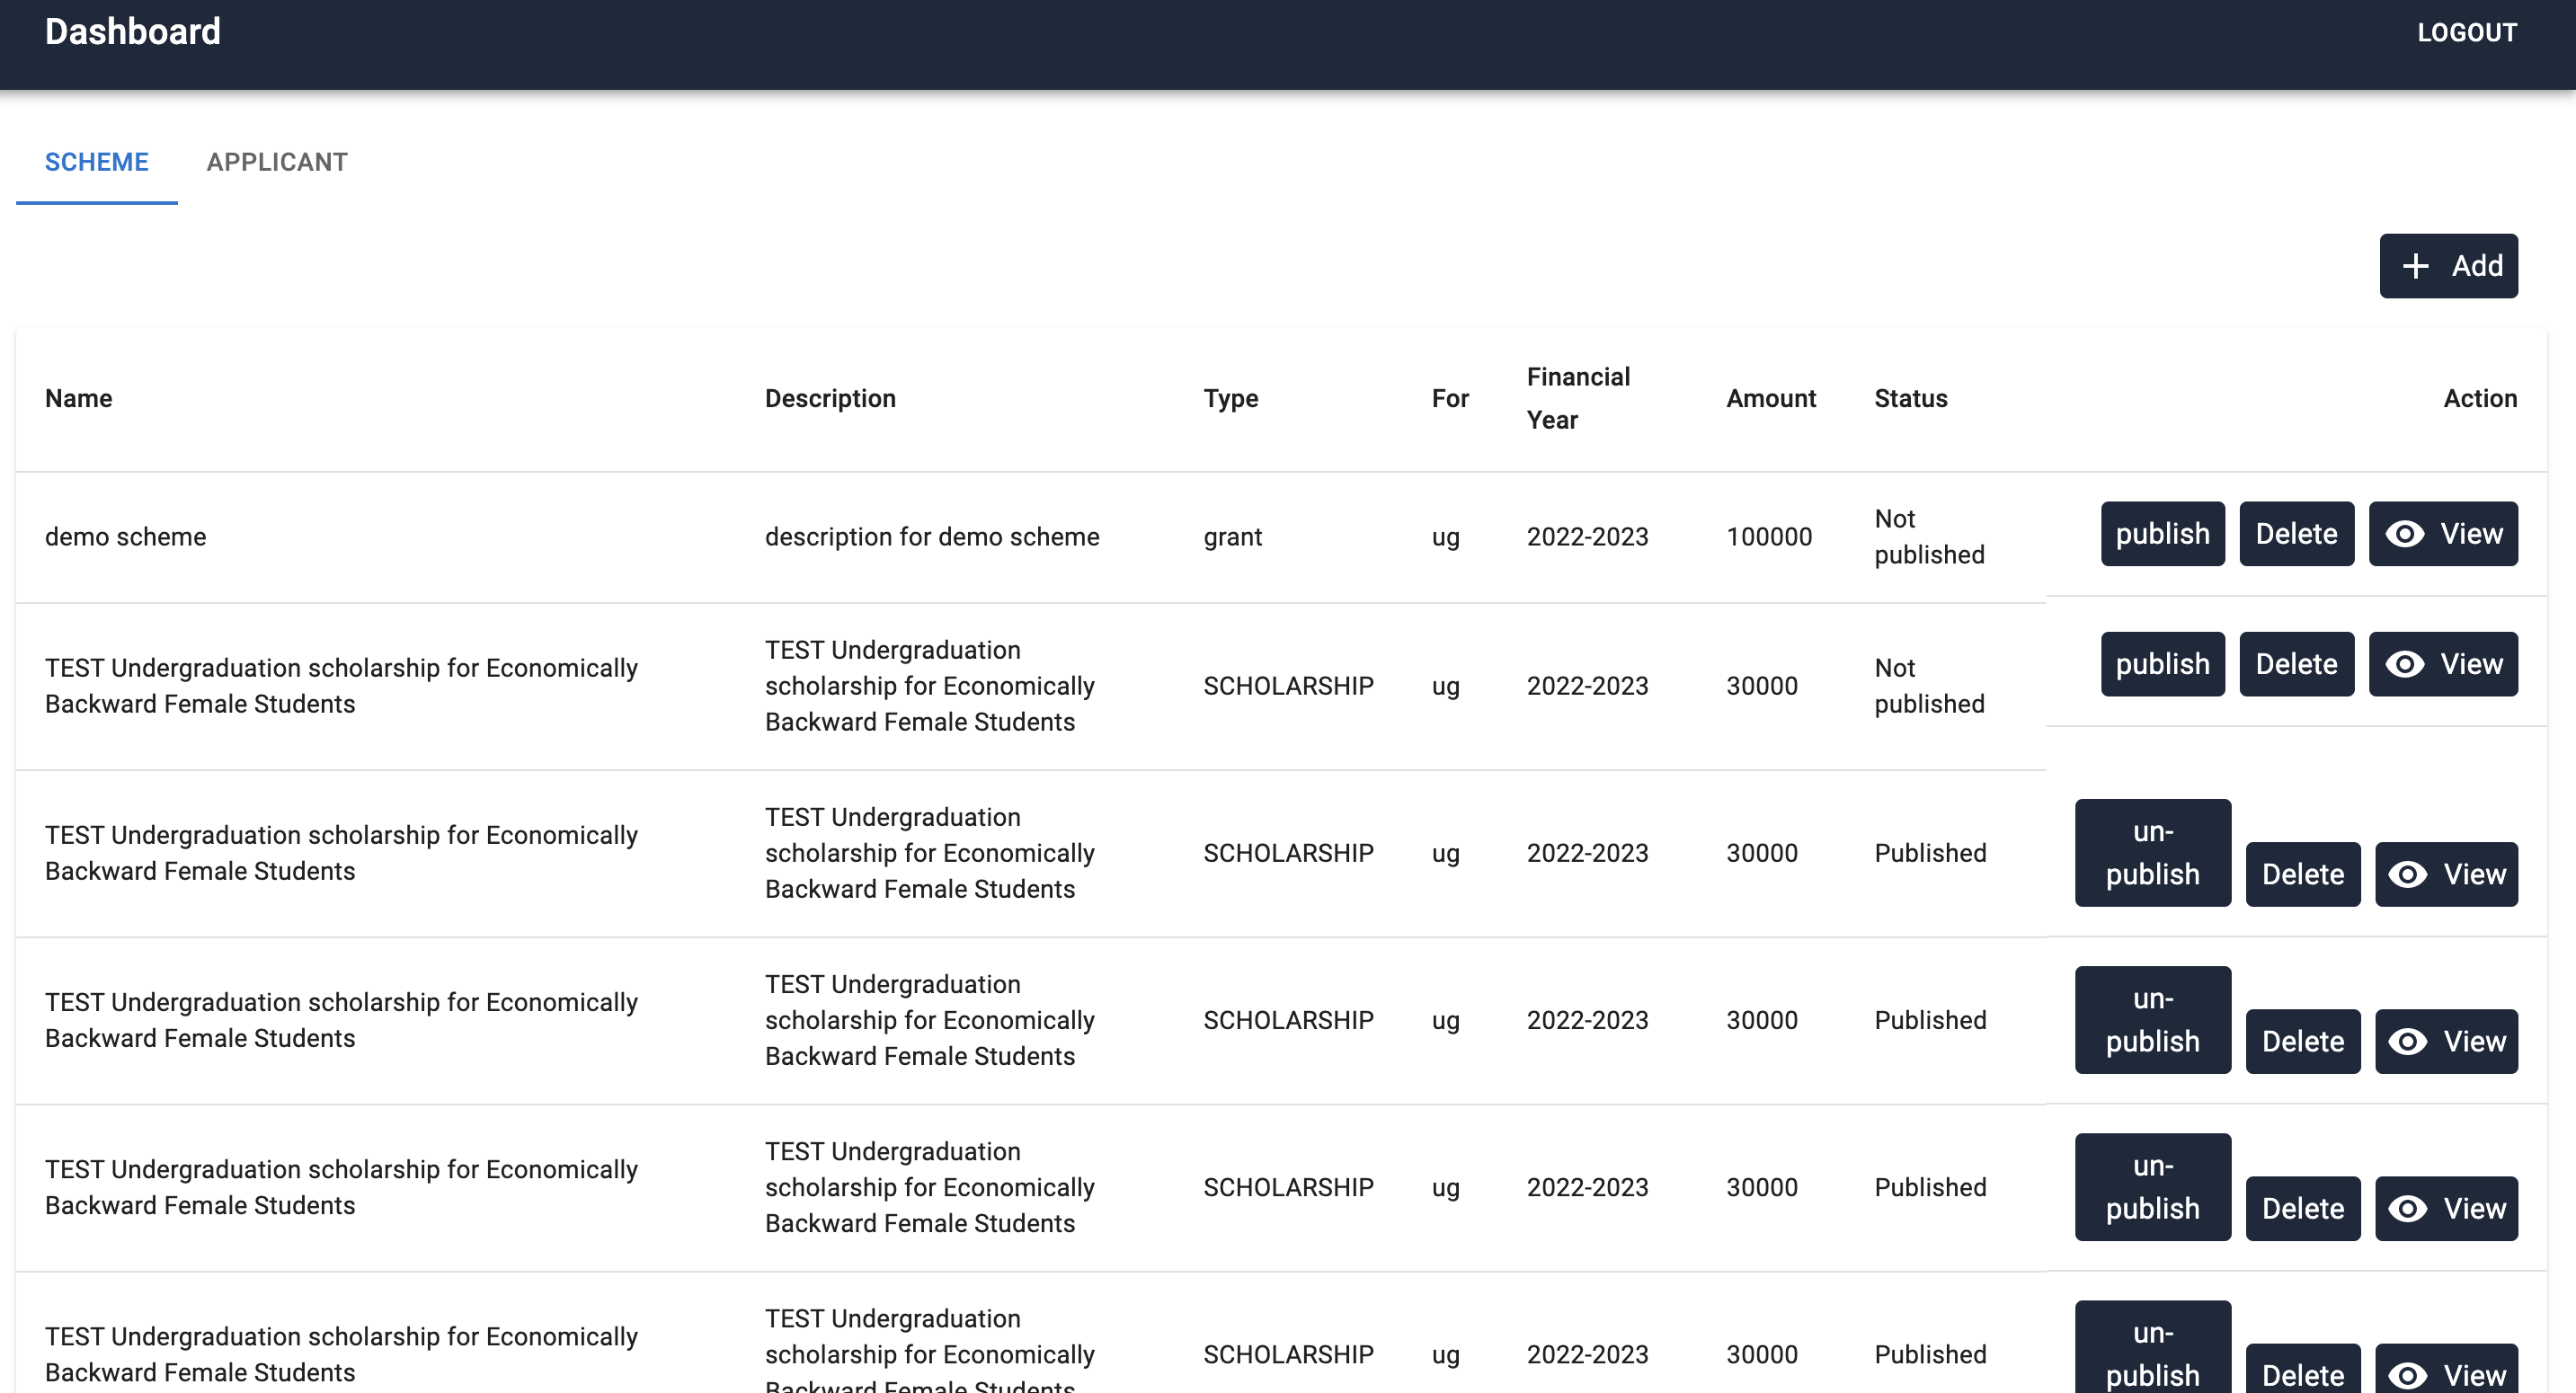 Dashboard
LOGOUT
SCHEME
APPLICANT
+ Add
Name
Description
Type
For
Financial
Year
Amount
Status
Action
demo scheme
description for demo scheme
grant
ug
2022-2023
100000
Not
published
publish
Delete
View
TEST Undergraduation scholarship for Economically
Backward Female Students
TEST Undergraduation
scholarship for Economically
Backward Female Students
SCHOLARSHIP
ug
2022-2023
30000
Not
published
publish
Delete
View
TEST Undergraduation scholarship for Economically
Backward Female Students
TEST Undergraduation
scholarship for Economically
Backward Female Students
SCHOLARSHIP
ug
2022-2023
30000
Published
un-
publish
Delete
View
TEST Undergraduation scholarship for Economically
Backward Female Students
TEST Undergraduation
scholarship for Economically
Backward Female Students
SCHOLARSHIP
ug
2022-2023
30000
Published
un-
publish
Delete
View
TEST Undergraduation scholarship for Economically
Backward Female Students
TEST Undergraduation
scholarship for Economically
Backward Female Students
SCHOLARSHIP
ug
2022-2023
30000
Published
un-
publish
Delete
View
TEST Undergraduation scholarship for Economically
Backward Female Students
TEST Undergraduation
scholarship for Economically
Backward Female Students
SCHOLARSHIP
ug
2022-2023
30000
Published
un-
publish
Delete
View